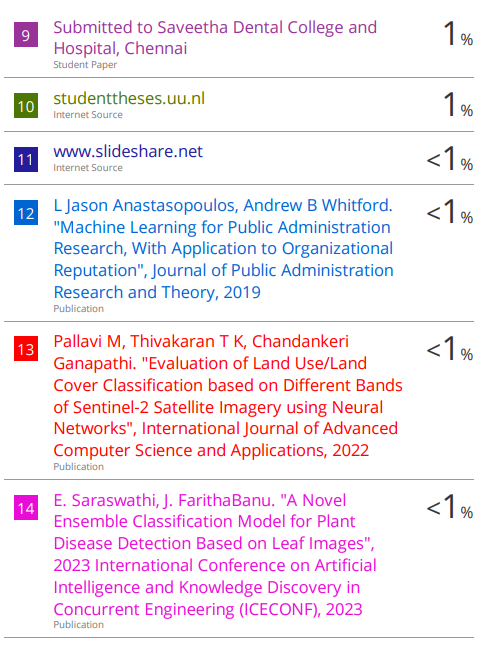 9
Submitted to Saveetha Dental College and
Hospital, Chennai
Student Paper
1%
10
studenttheses.uu.nl
Internet Source
1%
11
www.slideshare.net
Internet Source
<1%
12
L Jason Anastasopoulos, Andrew B Whitford.
"Machine Learning for Public Administration
Research, With Application to Organizational
Reputation", Journal of Public Administration
Research and Theory, 2019
Publication
<1%
13
Pallavi M, Thivakaran T K, Chandankeri
Ganapathi. "Evaluation of Land Use/Land
Cover Classification based on Different Bands
of Sentinel-2 Satellite Imagery using Neural
Networks", International Journal of Advanced
Computer Science and Applications, 2022
Publication
<1%
14
E. Saraswathi, J. FarithaBanu. "A Novel
Ensemble Classification Model for Plant
Disease Detection Based on Leaf Images",
2023 International Conference on Artificial
Intelligence and Knowledge Discovery in
Concurrent Engineering (ICECONF), 2023
Publication
<1%